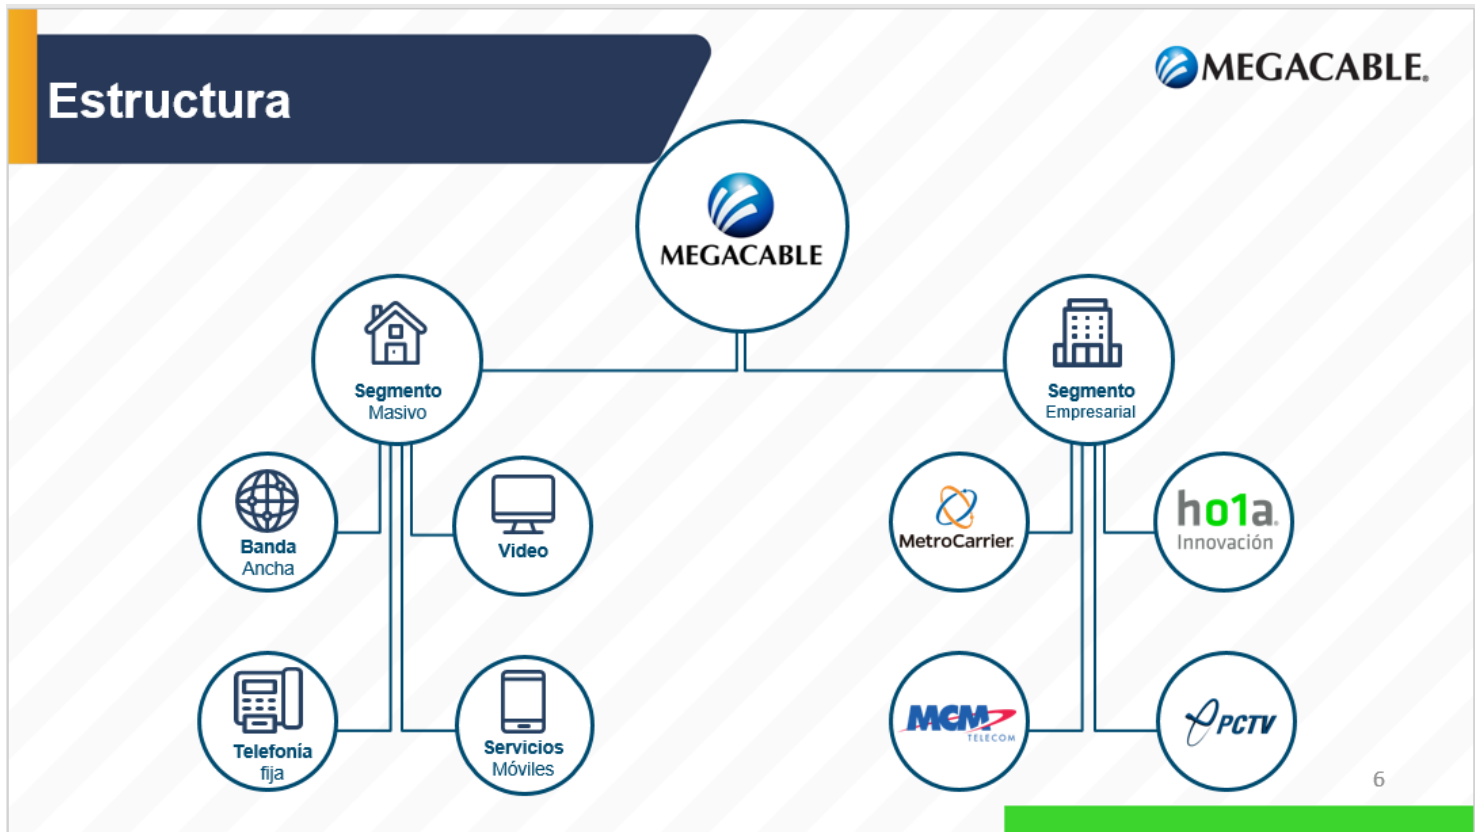 Estructura
MEGACABLE.
MEGACABLE
Segmento
Masivo
Segmento
Empresarial
Banda
Ancha
Video
MetroCarrier.
ho1a.
Innovación
Telefonía
fija
Servicios
Móviles
MCM
TELECOM
PCTV
6